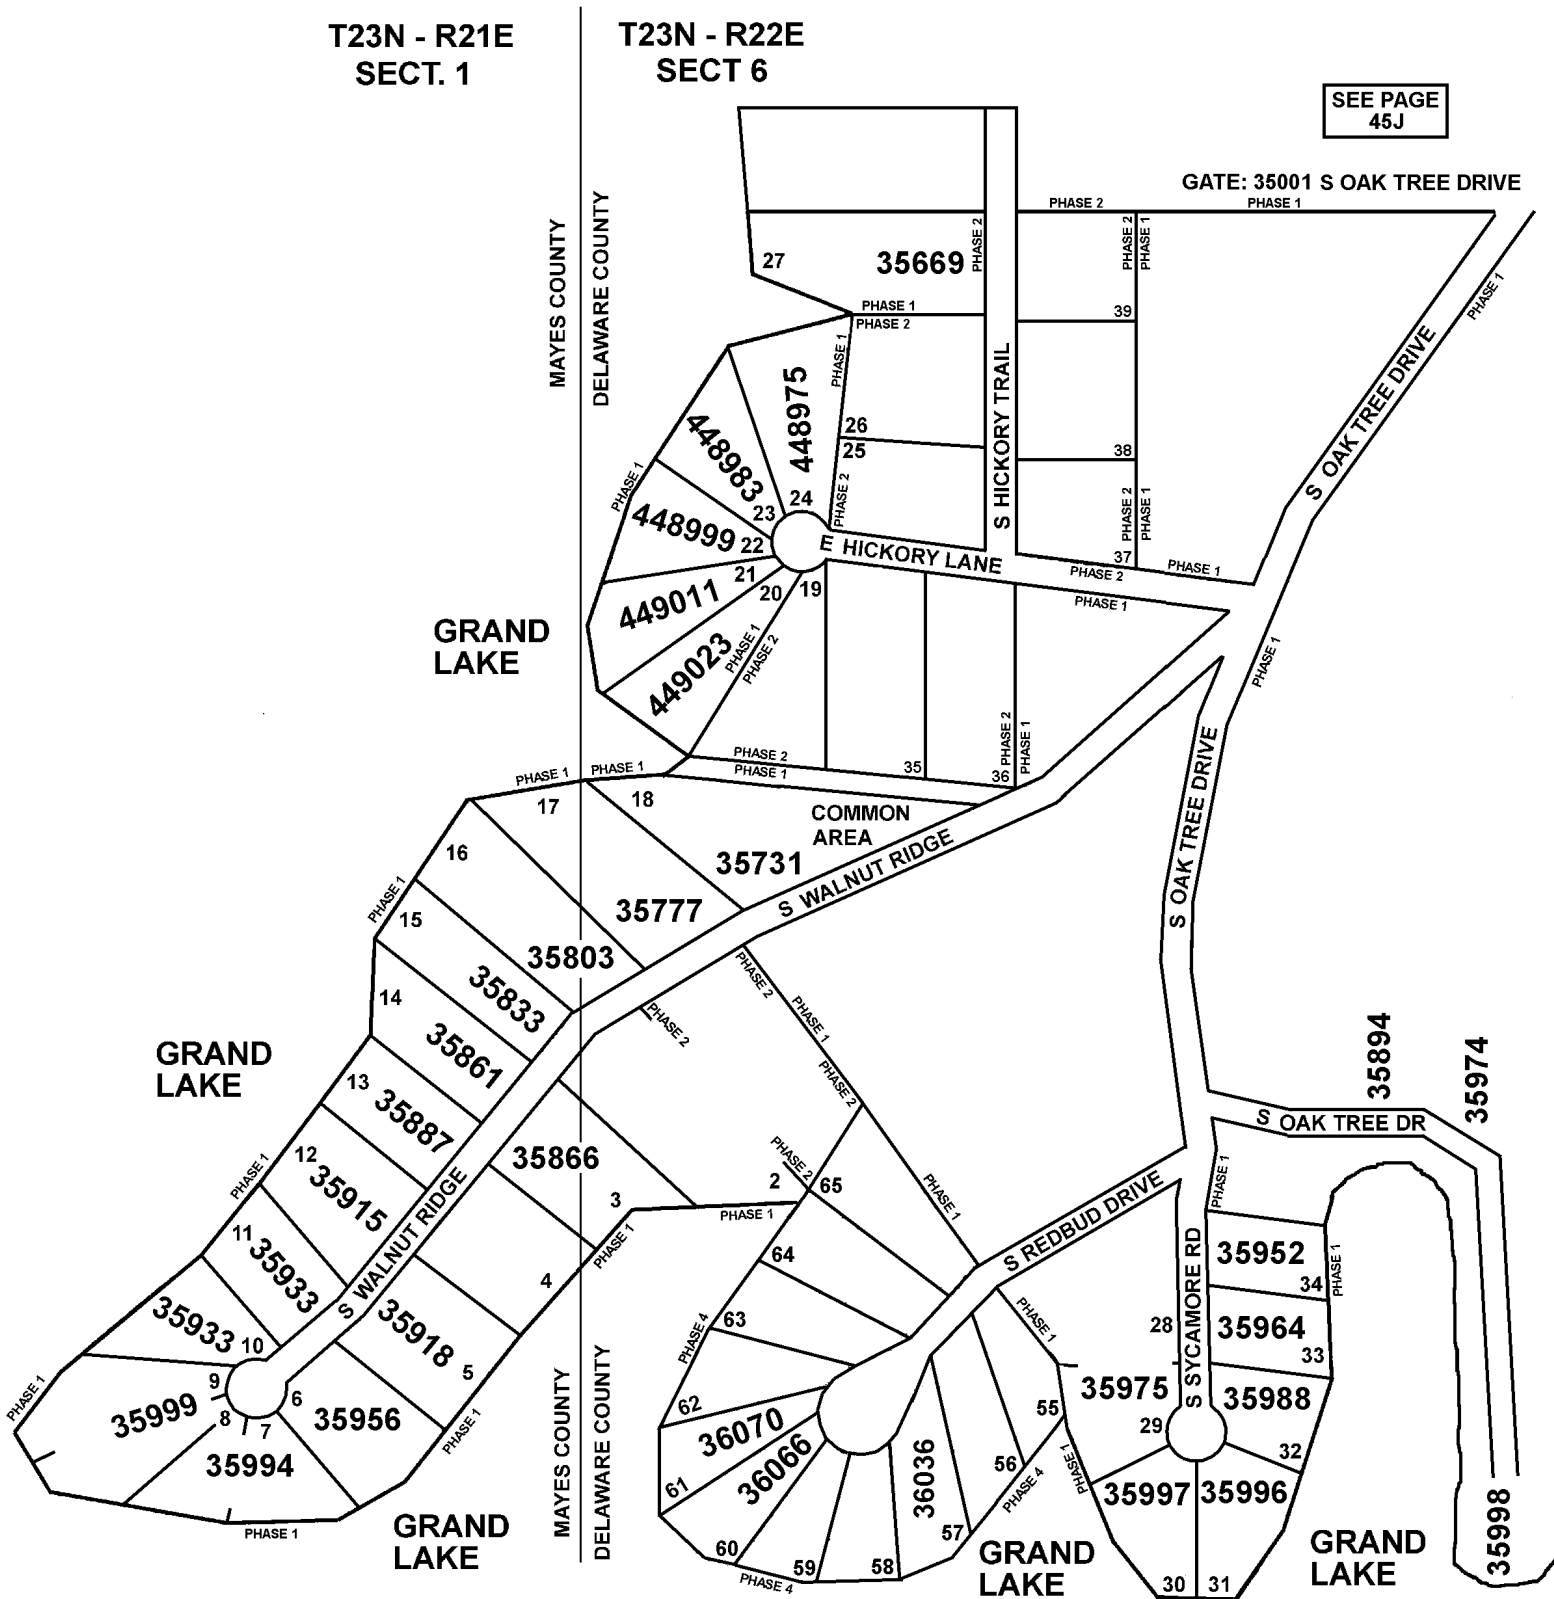 T23N - R21E
SECT. 1
T23N - R22E
SECT 6
SEE PAGE
45J
GATE: 35001 S OAK TREE DRIVE
PHASE 2
PHASE 1
MAYES COUNTY
DELAWARE COUNTY
27
35669
PHASE 2
PHASE 2
PHASE 1
PHASE 1
39
PHASE 1
PHASE 2
PHASE 1
S OAK TREE DRIVE
448975
S HICKORY TRAIL
26
25
38
448983
PHASE 1
PHASE 2
PHASE 2
PHASE 1
24
23
448999
22
E HICKORY LANE
37
PHASE 2
PHASE 1
PHASE 1
21
20
19
449011
449023
PHASE 1
PHASE 2
PHASE 1
GRAND
LAKE
PHASE 2
PHASE 1
PHASE 2
PHASE 1
35
36
PHASE 1
PHASE 1
17
18
COMMON
AREA
S OAK TREE DRIVE
16
35731
S WALNUT RIDGE
PHASE 1
15
35777
35803
35833
PHASE 2
PHASE 1
14
PHASE 2
35861
GRAND
LAKE
13
35887
PHASE 2
35894
35974
S OAK TREE DR
12
PHASE 1
35915
35866
3
2
PHASE 2
65
PHASE 1
PHASE 1
PHASE 1
S REDBUD DRIVE
PHASE 1
11
35933
S WALNUT RIDGE
4
64
S SYCAMORE RD
35952
34
PHASE 1
35933
10
35918
5
63
PHASE 4
PHASE 1
28
35964
33
PHASE 1
9
35999
8
7
6
35956
PHASE 1
62
36070
35975
29
35988
55
35994
61
36066
36036
56
PHASE 4
PHASE1
32
35997
35996
PHASE 1
GRAND
LAKE
MAYES COUNTY
DELAWARE COUNTY
60
59
58
57
PHASE 4
GRAND
LAKE
30
31
GRAND
LAKE
35998